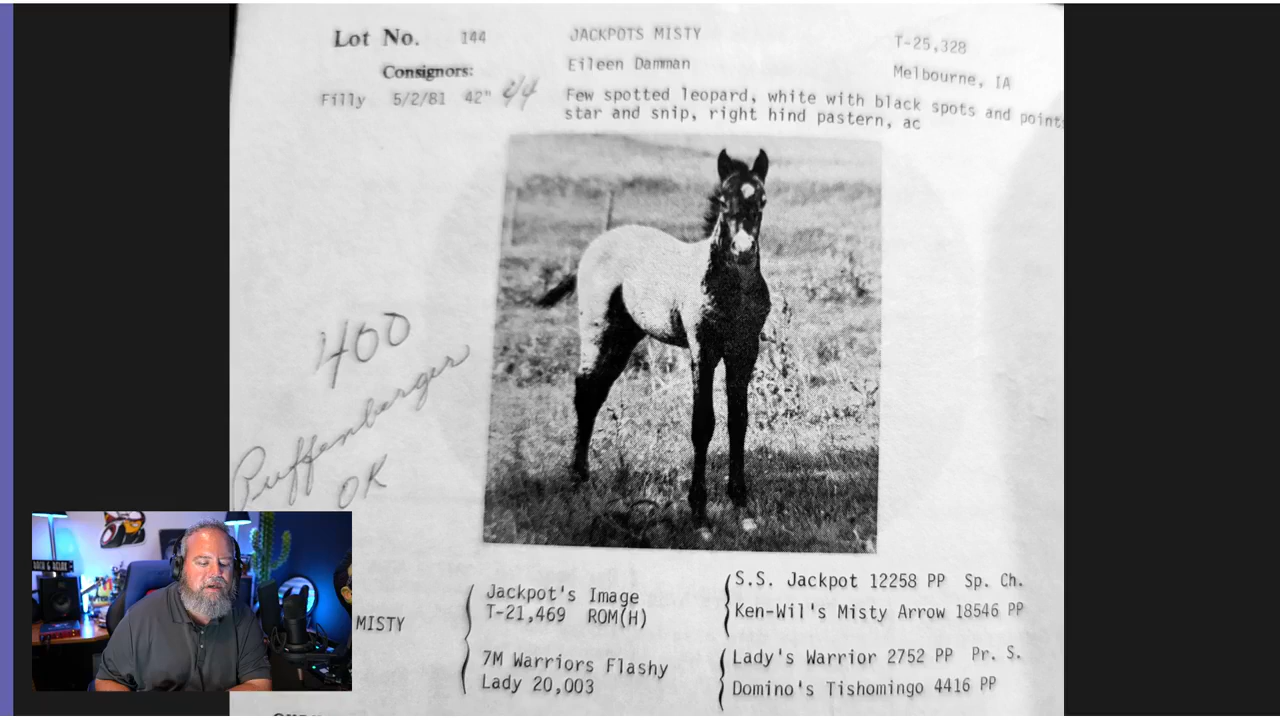 Lot No. 144 JACKPOTS MISTY T-25,328
Consignors: Eileen Damman Melbourne, IA
Filly 5/2/81 42" Few spotted leopard, white with black spots and points
star and snip, right hind pastern, ac
400
Puffenbarger
OK
ROCK & RELAX
Jackpot's Image
T-21,469 ROM(H)
S.S. Jackpot 12258 PP Sp. Ch.
Ken-Wil's Misty Arrow 18546 PP
MISTY
7M Warriors Flashy
Lady 20,003
Lady's Warrior 2752 PP Pr. S.
Domino's Tishomingo 4416 PP